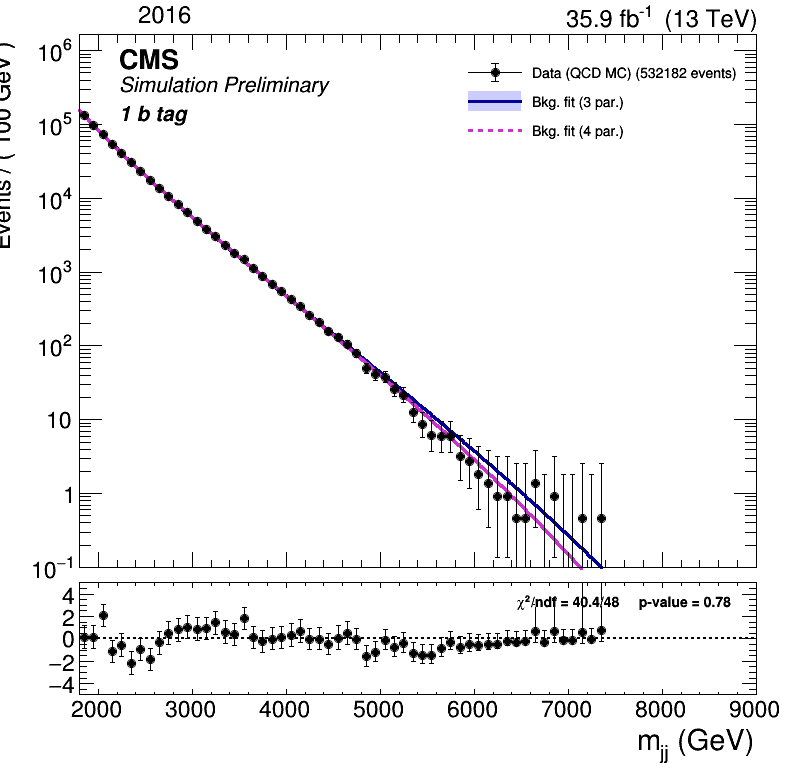 2016
35.9 fb⁻¹ (13 TeV)
CMS
Simulation Preliminary
1 b tag
Data (QCD MC) (532182 events)
Bkg. fit (3 par.)
Bkg. fit (4 par.)
Events / ( 100 GeV )
10⁶
10⁵
10⁴
10³
10²
10
1
10⁻¹
χ²/ndf = 40.4/48 p-value = 0.78
4
2
0
−2
−4
2000 3000 4000 5000 6000 7000 8000 9000
m_jj (GeV)